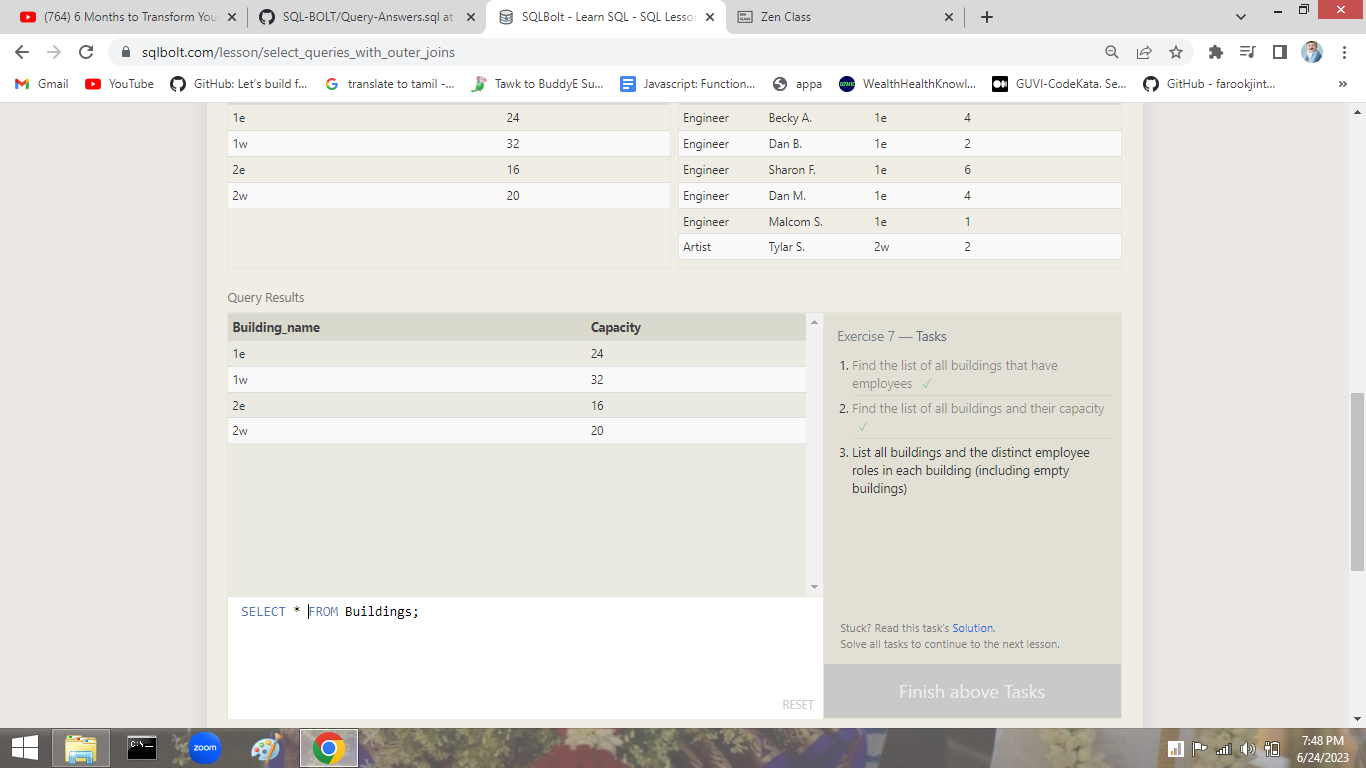 (764) 6 Months to Transform You
SQL-BOLT/Query-Answers.sql at
SQLBolt - Learn SQL - SQL Lesson
Zen Class
sqlbolt.com/lesson/select_queries_with_outer_joins
Gmail
YouTube
GitHub: Let's build f...
translate to tamil -...
Tawk to BuddyE Su...
Javascript: Function...
appa
WealthHealthKnowl...
GUVI-CodeKata. Se...
GitHub - farookjint...
»
1e 24
1w 32
2e 16
2w 20
Engineer Becky A. 1e 4
Engineer Dan B. 1e 2
Engineer Sharon F. 1e 6
Engineer Dan M. 1e 4
Engineer Malcom S. 1e 1
Artist Tylar S. 2w 2
Query Results
Building_name Capacity
1e 24
1w 32
2e 16
2w 20
Exercise 7 — Tasks
1. Find the list of all buildings that have
employees ✓
2. Find the list of all buildings and their capacity
✓
3. List all buildings and the distinct employee
roles in each building (including empty
buildings)
SELECT * FROM Buildings;
RESET
Stuck? Read this task's Solution.
Solve all tasks to continue to the next lesson.
Finish above Tasks
C:\>_
zoom
7:48 PM
6/24/2023